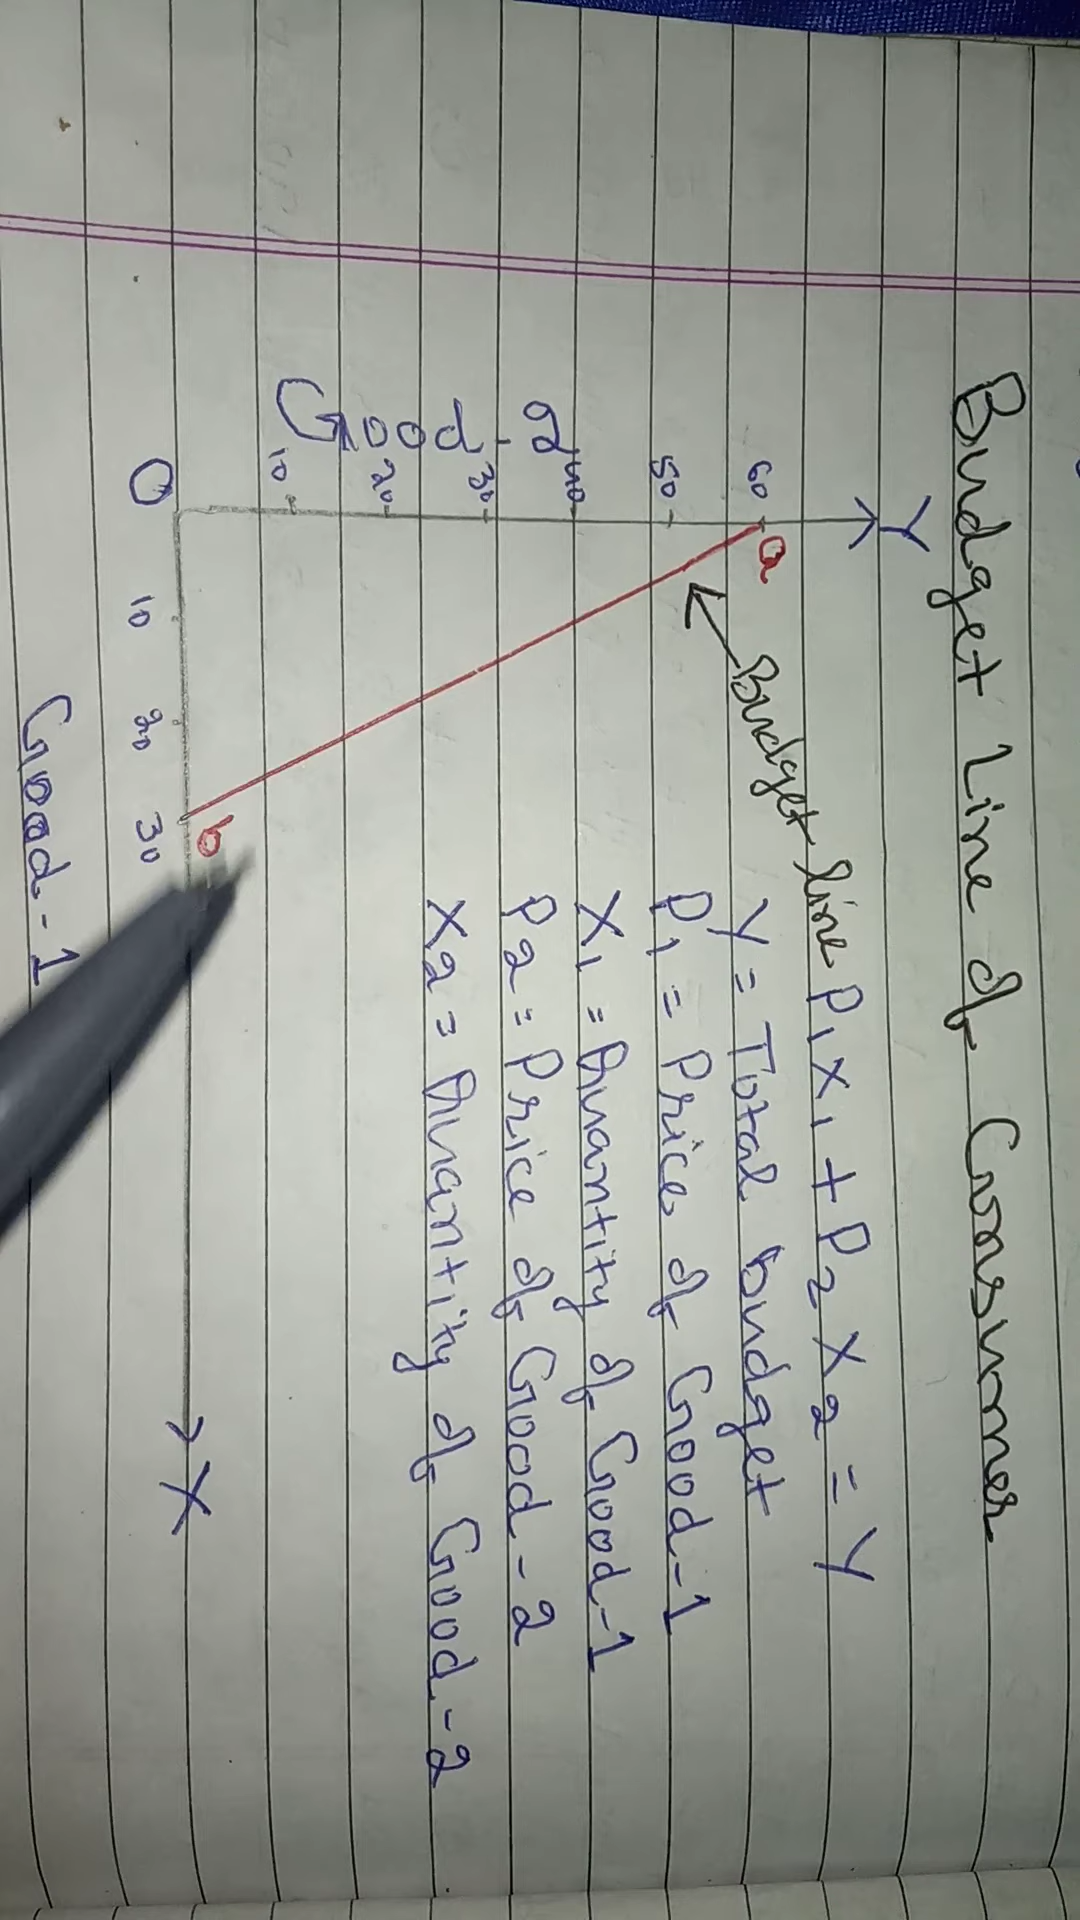 Budget Line of Consumer
Y
Budget line P₁X₁ + P₂X₂ = Y
60 a
Y = Total budget
50
P₁ = Price of Good-1
40
X₁ = Quantity of Good-1
Good-2
30
P₂ = Price of Good-2
20
X₂ = Quantity of Good-2
10
b
O
10 20 30
X
Good-1